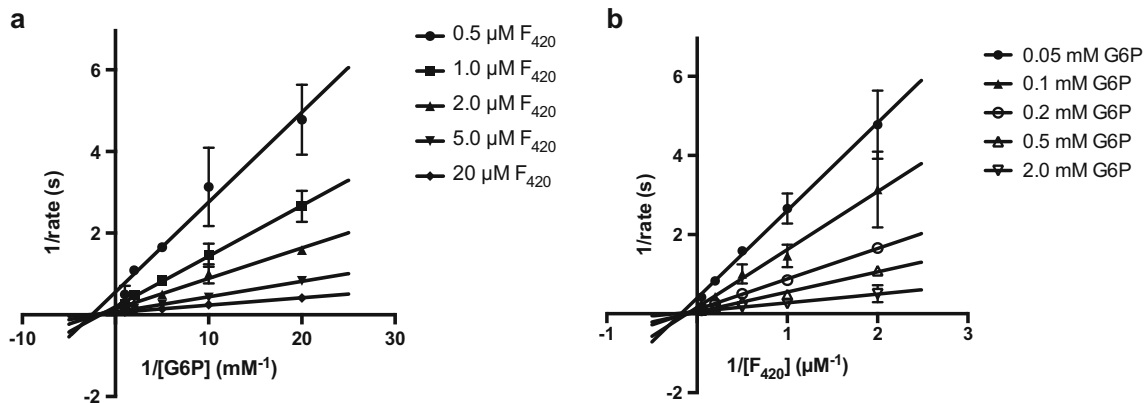 a
6
4
2
-2
-10
10
20
30
1/rate (s)
1/[G6P] (mM-1)
0.5 µM F420
1.0 µM F420
2.0 µM F420
5.0 µM F420
20 µM F420
b
6
4
2
0
-2
-1
1
2
3
1/rate (s)
1/[F420] (µM-1)
0.05 mM G6P
0.1 mM G6P
0.2 mM G6P
0.5 mM G6P
2.0 mM G6P